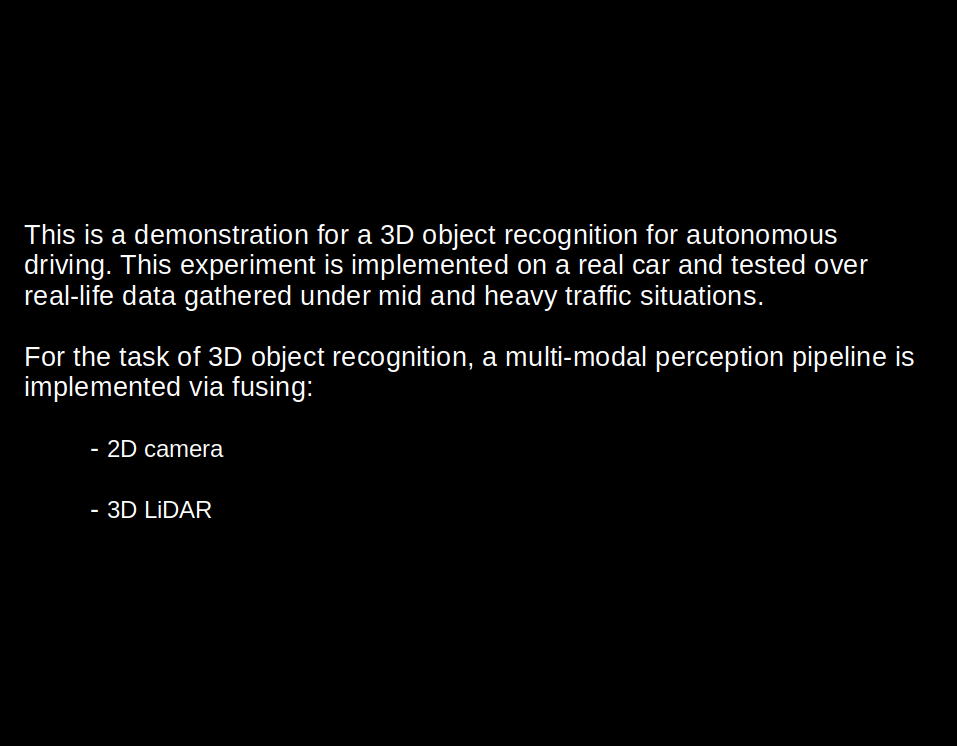 This is a demonstration for a 3D object recognition for autonomous
driving. This experiment is implemented on a real car and tested over
real-life data gathered under mid and heavy traffic situations.
For the task of 3D object recognition, a multi-modal perception pipeline is
implemented via fusing:
- 2D camera
- 3D LiDAR